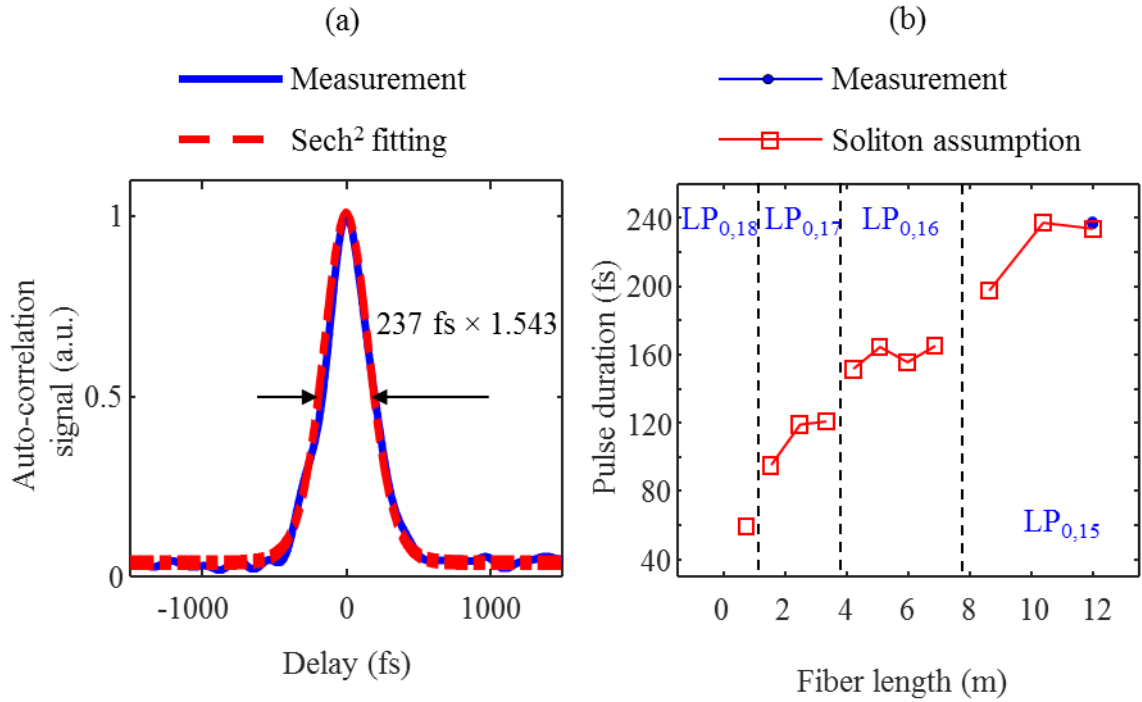 (a)
Measurement
Sech² fitting
1
0.5
0
Auto-correlation
signal (a.u.)
237 fs × 1.543
-1000
0
1000
Delay (fs)
(b)
Measurement
Soliton assumption
LP₀,₁₈
LP₀,₁₇
LP₀,₁₆
LP₀,₁₅
240
200
160
120
80
40
Pulse duration (fs)
0
2
4
6
8
10
12
Fiber length (m)